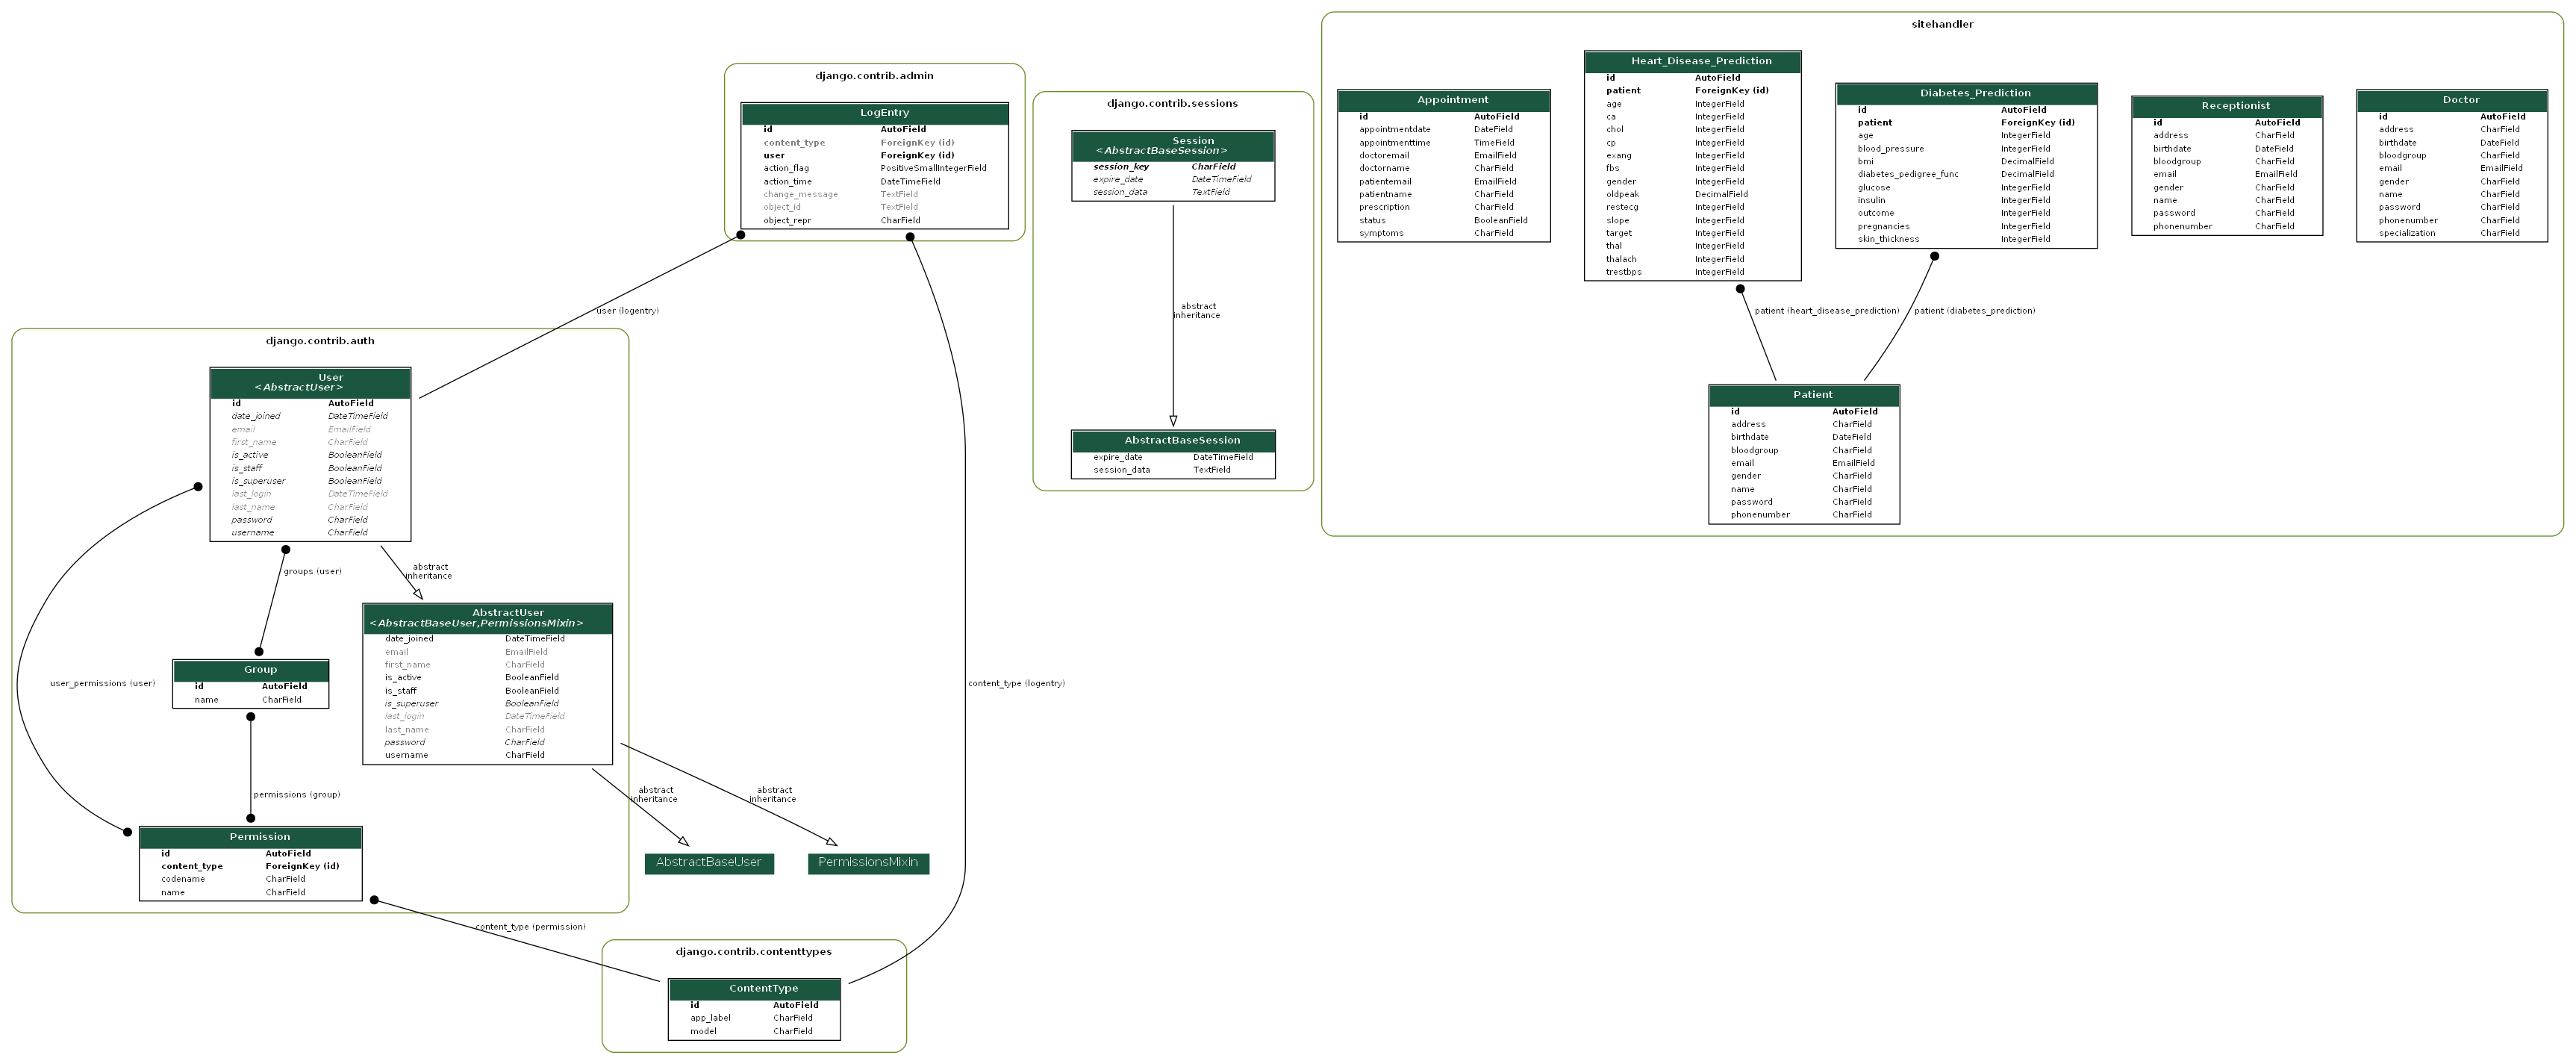 sitehandler
Appointment
id AutoField
appointmentdate DateField
appointmenttime TimeField
doctoremail EmailField
doctorname CharField
patientemail EmailField
patientname CharField
prescription CharField
status BooleanField
symptoms CharField
Heart_Disease_Prediction
id AutoField
patient ForeignKey (id)
age IntegerField
ca IntegerField
chol IntegerField
cp IntegerField
exang IntegerField
fbs IntegerField
gender IntegerField
oldpeak DecimalField
restecg IntegerField
slope IntegerField
target IntegerField
thal IntegerField
thalach IntegerField
trestbps IntegerField
Diabetes_Prediction
id AutoField
patient ForeignKey (id)
age IntegerField
blood_pressure IntegerField
bmi DecimalField
diabetes_pedigree_func DecimalField
glucose IntegerField
insulin IntegerField
outcome IntegerField
pregnancies IntegerField
skin_thickness IntegerField
Receptionist
id AutoField
address CharField
birthdate DateField
bloodgroup CharField
email EmailField
gender CharField
name CharField
password CharField
phonenumber CharField
Doctor
id AutoField
address CharField
birthdate DateField
bloodgroup CharField
email EmailField
gender CharField
name CharField
password CharField
phonenumber CharField
specialization CharField
patient (heart_disease_prediction)
patient (diabetes_prediction)
Patient
id AutoField
address CharField
birthdate DateField
bloodgroup CharField
email EmailField
gender CharField
name CharField
password CharField
phonenumber CharField
django.contrib.admin
LogEntry
id AutoField
content_type ForeignKey (id)
user ForeignKey (id)
action_flag PositiveSmallIntegerField
action_time DateTimeField
change_message TextField
object_id TextField
object_repr CharField
django.contrib.sessions
Session
<AbstractBaseSession>
session_key CharField
expire_date DateTimeField
session_data TextField
abstract
inheritance
AbstractBaseSession
expire_date DateTimeField
session_data TextField
user (logentry)
content_type (logentry)
django.contrib.auth
User
<AbstractUser>
id AutoField
date_joined DateTimeField
email EmailField
first_name CharField
is_active BooleanField
is_staff BooleanField
is_superuser BooleanField
last_login DateTimeField
last_name CharField
password CharField
username CharField
groups (user)
abstract
inheritance
user_permissions (user)
Group
id AutoField
name CharField
AbstractUser
<AbstractBaseUser,PermissionsMixin>
date_joined DateTimeField
email EmailField
first_name CharField
is_active BooleanField
is_staff BooleanField
is_superuser BooleanField
last_login DateTimeField
last_name CharField
password CharField
username CharField
permissions (group)
abstract
inheritance
abstract
inheritance
Permission
id AutoField
content_type ForeignKey (id)
codename CharField
name CharField
AbstractBaseUser
PermissionsMixin
content_type (permission)
django.contrib.contenttypes
ContentType
id AutoField
app_label CharField
model CharField